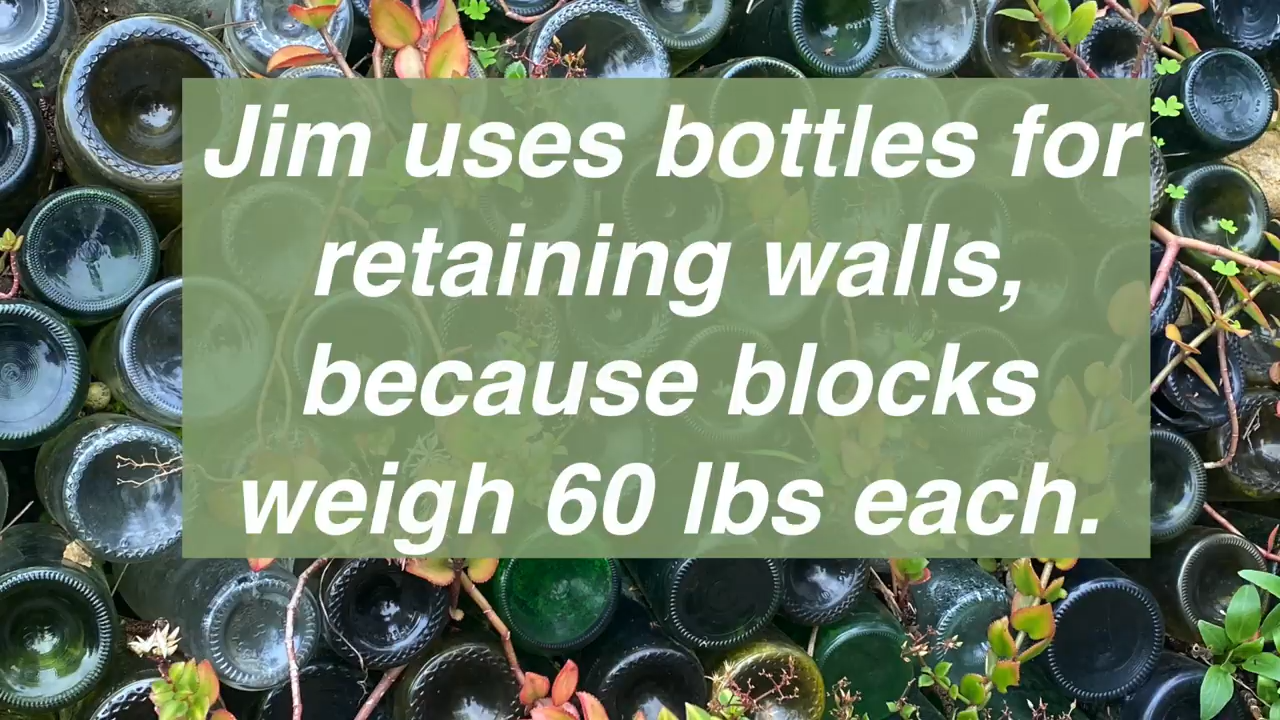 Jim uses bottles for
retaining walls,
because blocks
weigh 60 lbs each.